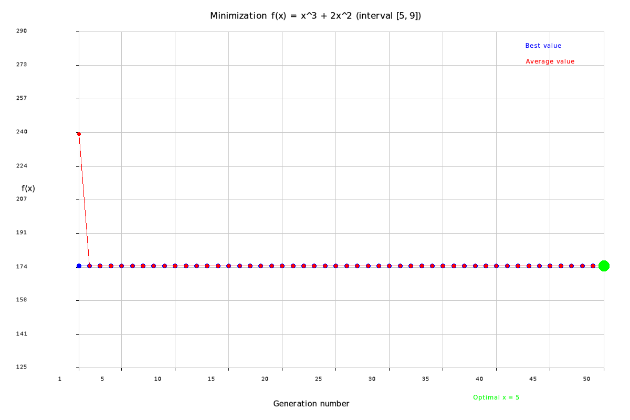 Minimization f(x) = x^3 + 2x^2 (interval [5, 9])
290
Best value
Average value
273
257
240
224
f(x)
207
191
174
158
141
125
1 5 10 15 20 25 30 35 40 45 50
Optimal x = 5
Generation number